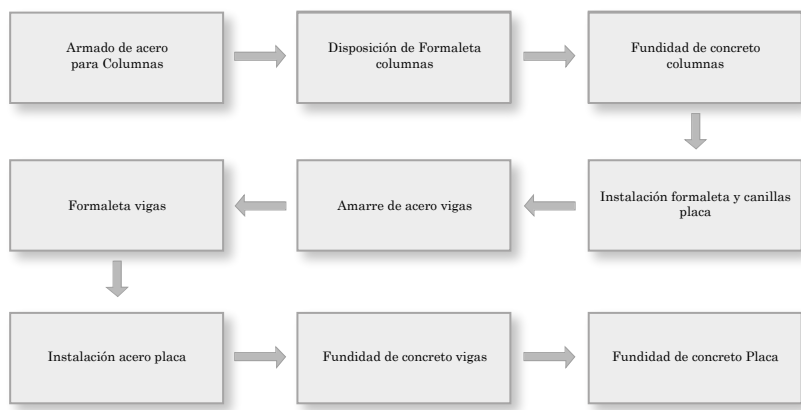 Armado de acero
para Columnas
Disposición de Formaleta
columnas
Fundidad de concreto
columnas
Instalación formaleta y canillas
placa
Amarre de acero vigas
Formaleta vigas
Instalación acero placa
Fundidad de concreto vigas
Fundidad de concreto Placa